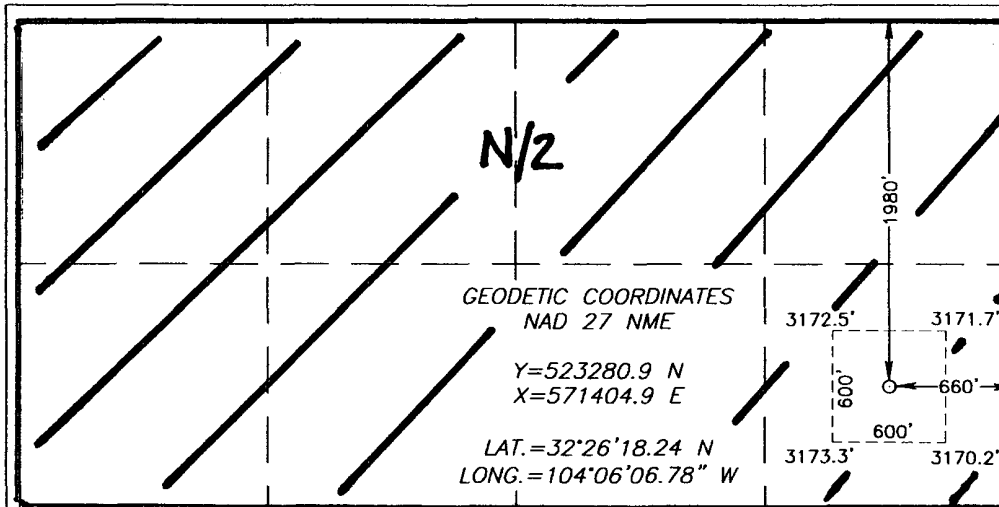 N/2
1980'
GEODETIC COORDINATES
NAD 27 NME
3172.5' 3171.7'
Y=523280.9 N
X=571404.9 E
600' 660'
600'
LAT.=32°26'18.24 N
LONG.=104°06'06.78" W
3173.3' 3170.2'